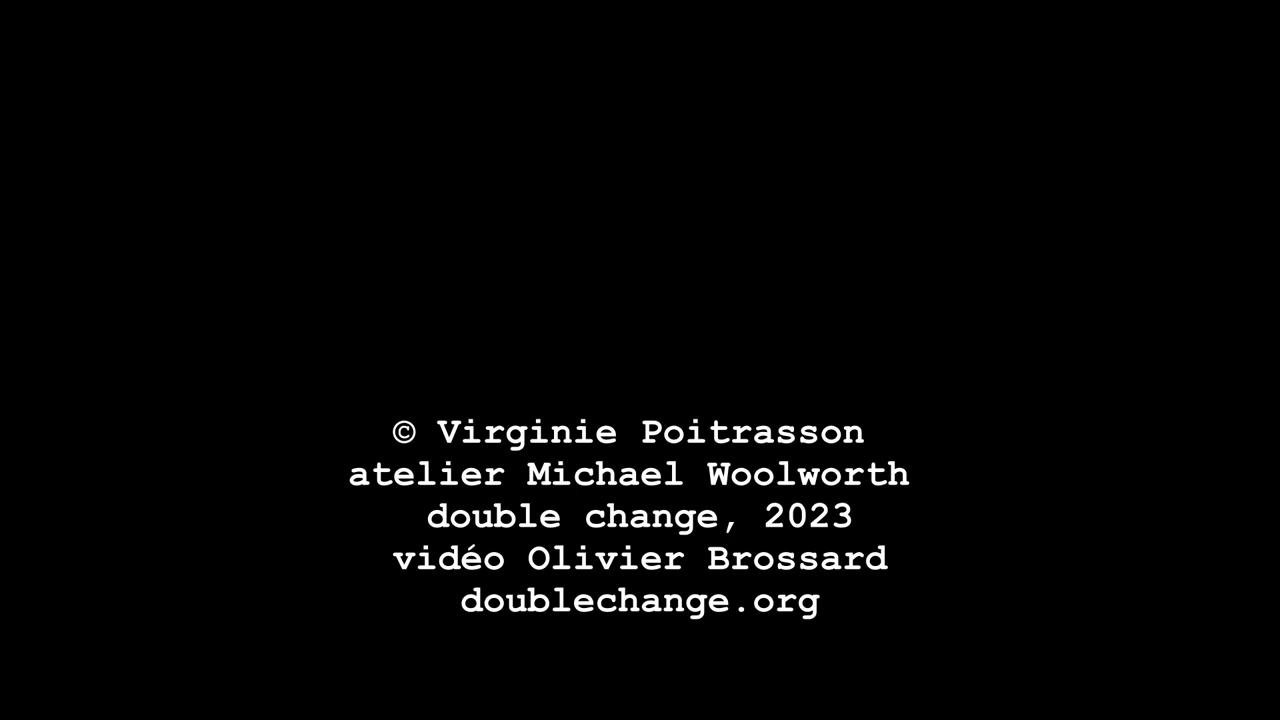 © Virginie Poitrasson
atelier Michael Woolworth
double change, 2023
vidéo Olivier Brossard
doublechange.org